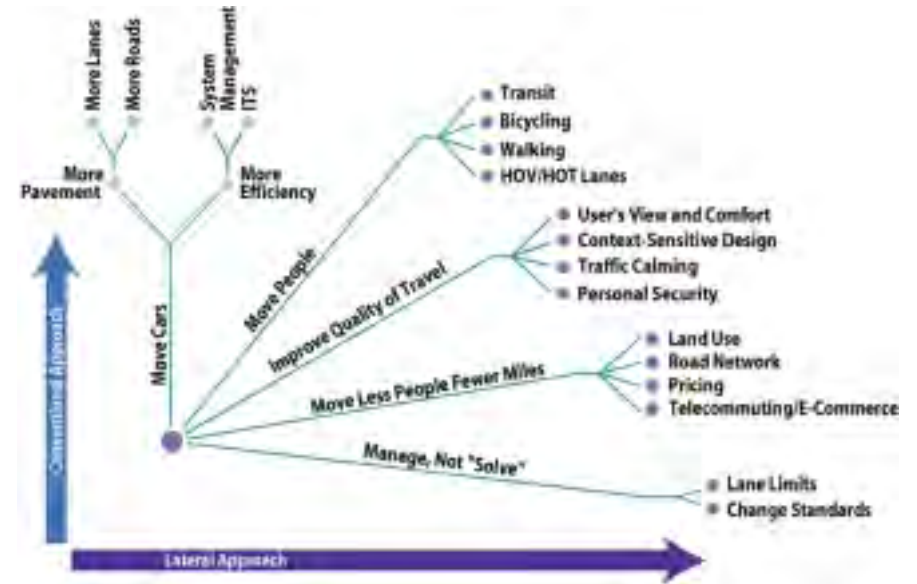 More Lanes
More Roads
System
Management
ITS
More
Pavement
More
Efficiency
Move Cars
Move People
Transit
Bicycling
Walking
HOV/HOT Lanes
Improve Quality of Travel
User's View and Comfort
Context-Sensitive Design
Traffic Calming
Personal Security
Move Less People Fewer Miles
Land Use
Road Network
Pricing
Telecommuting/E-Commerce
Manage, Not "Solve"
Lane Limits
Change Standards
Conventional Approach
Lateral Approach